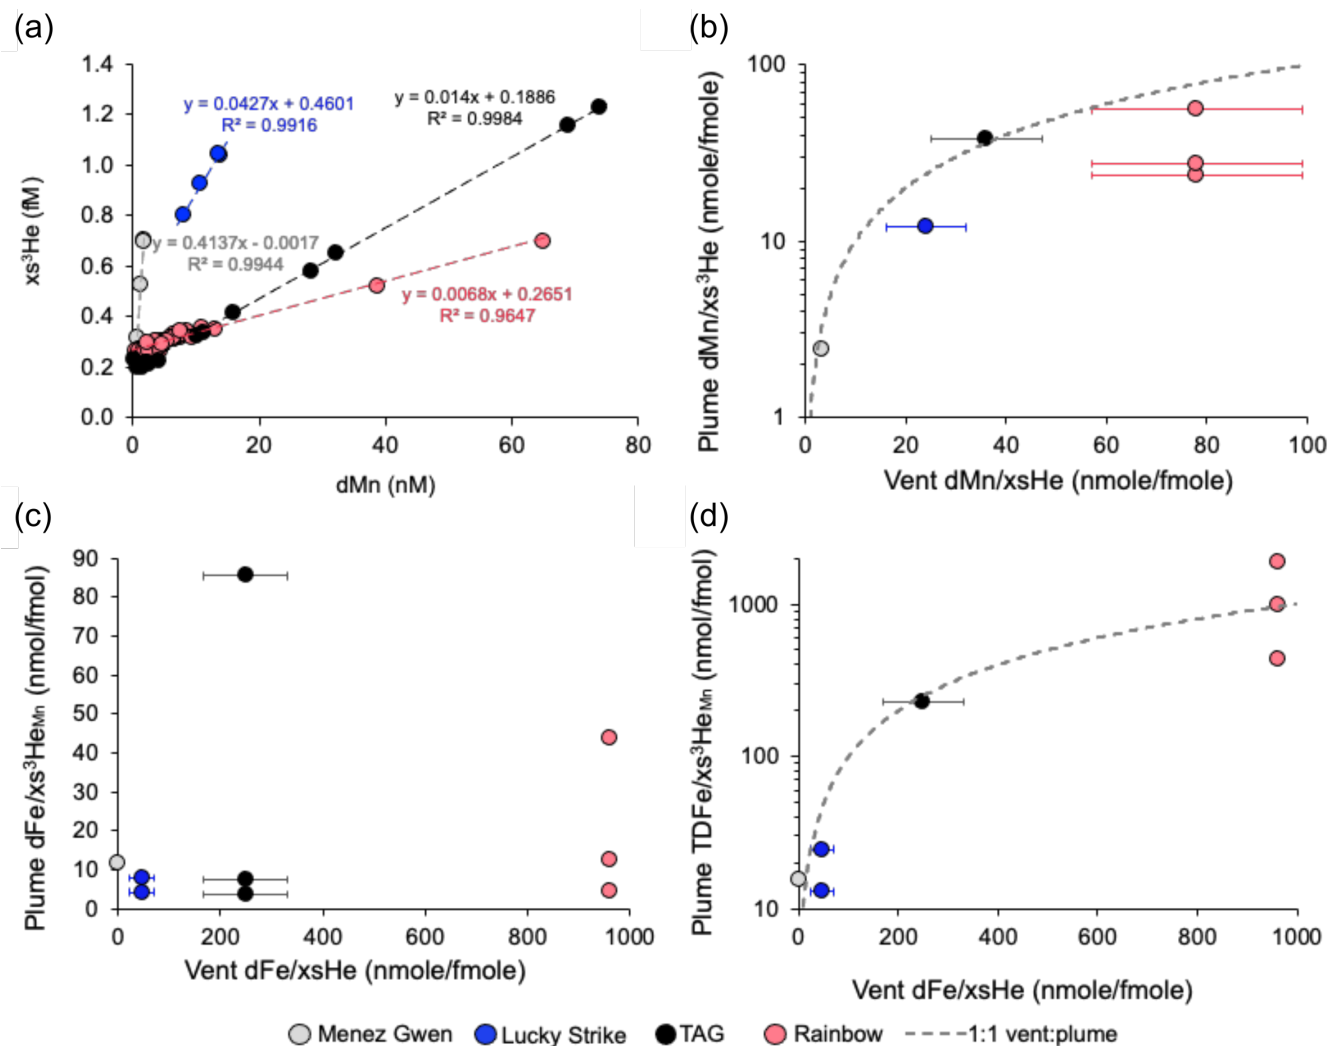 (a)
1.4
1.2
1.0
0.8
0.6
0.4
0.2
0.0
xs³He (fM)
y = 0.0427x + 0.4601
R² = 0.9916
y = 0.014x + 0.1886
R² = 0.9984
y = 0.4137x - 0.0017
R² = 0.9944
y = 0.0068x + 0.2651
R² = 0.9647
0 20 40 60 80
dMn (nM)
(b)
100
10
1
Plume dMn/xs³He (nmole/fmole)
0 20 40 60 80 100
Vent dMn/xsHe (nmole/fmole)
(c)
90
80
70
60
50
40
30
20
10
0
Plume dFe/xs³HeMn (nmol/fmol)
0 200 400 600 800 1000
Vent dFe/xsHe (nmole/fmole)
(d)
1000
100
10
Plume TDFe/xs³HeMn (nmol/fmol)
0 200 400 600 800 1000
Vent dFe/xsHe (nmole/fmole)
Menez Gwen Lucky Strike TAG Rainbow 1:1 vent:plume